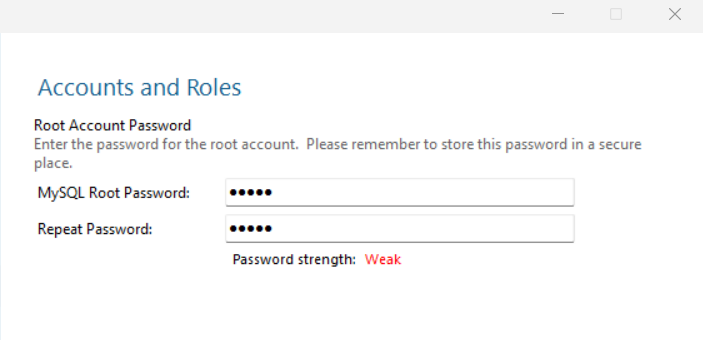 Accounts and Roles
Root Account Password
Enter the password for the root account.  Please remember to store this password in a secure
place.
MySQL Root Password: •••••
Repeat Password: •••••
Password strength: Weak